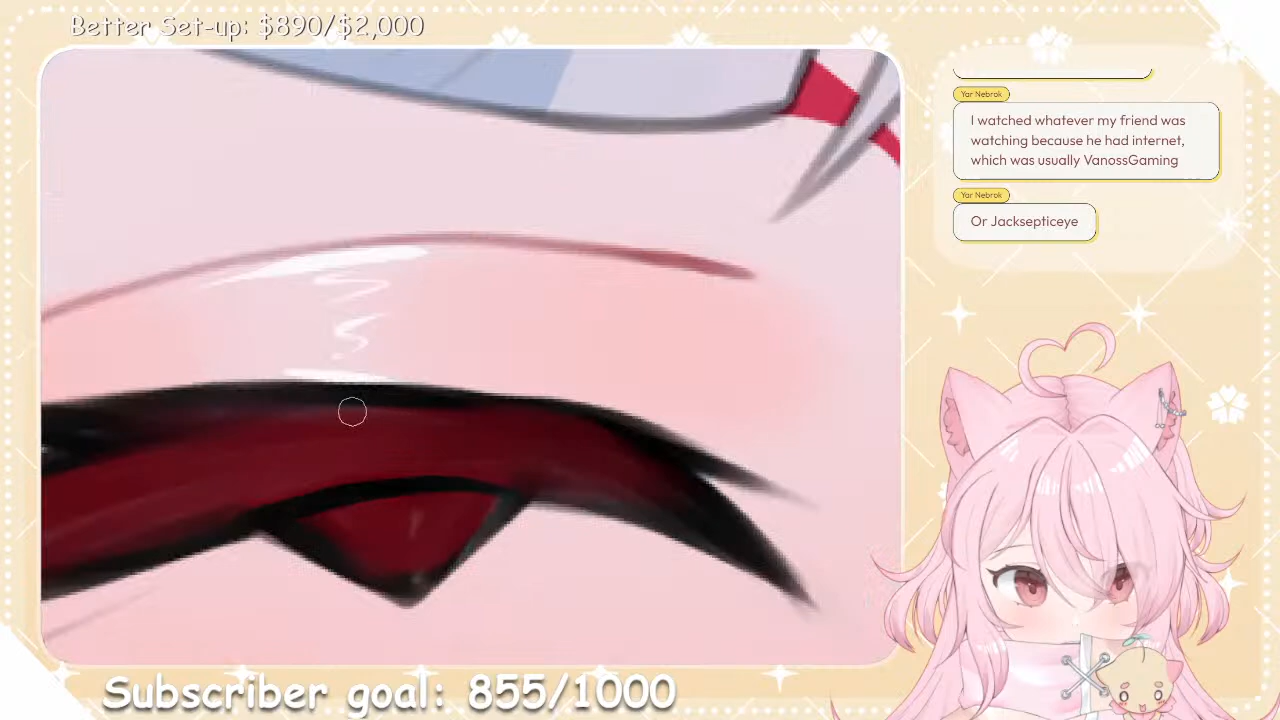 Better Set-up: $890/$2,000
Yar Nebrok
I watched whatever my friend was
watching because he had internet,
which was usually VanossGaming
Yar Nebrok
Or Jacksepticeye
Subscriber goal: 855/1000